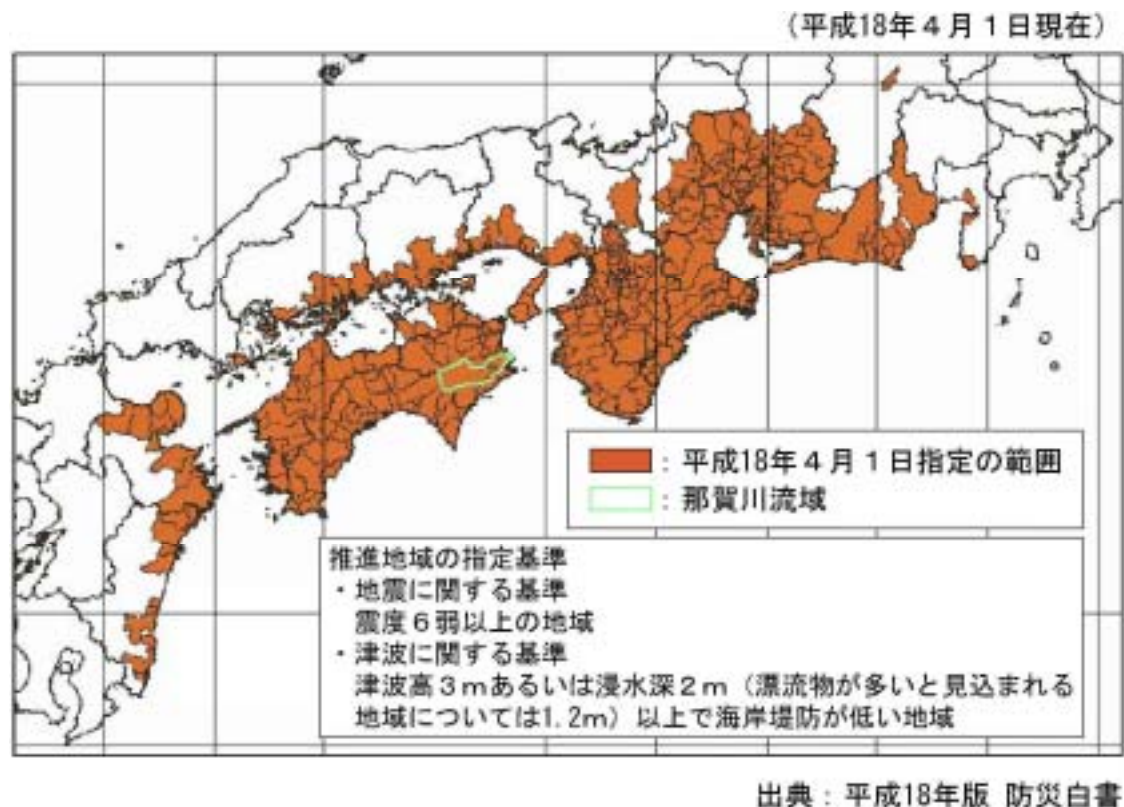 （平成18年４月１日現在）
：平成18年４月１日指定の範囲
：那賀川流域
推進地域の指定基準
・地震に関する基準
震度６弱以上の地域
・津波に関する基準
津波高３ｍあるいは浸水深２ｍ（漂流物が多いと見込まれる
地域については1.2ｍ）以上で海岸堤防が低い地域
出典：平成18年版 防災白書